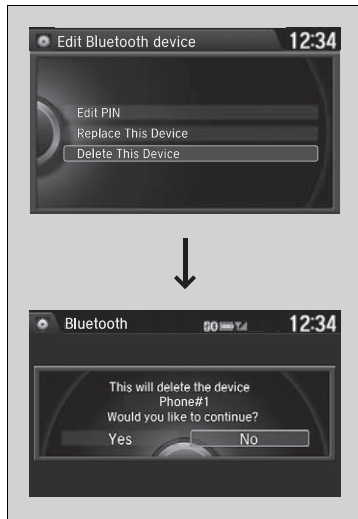 Edit Bluetooth device 12:34
Edit PIN
Replace This Device
Delete This Device
Bluetooth 12:34
This will delete the device
Phone#1
Would you like to continue?
Yes No